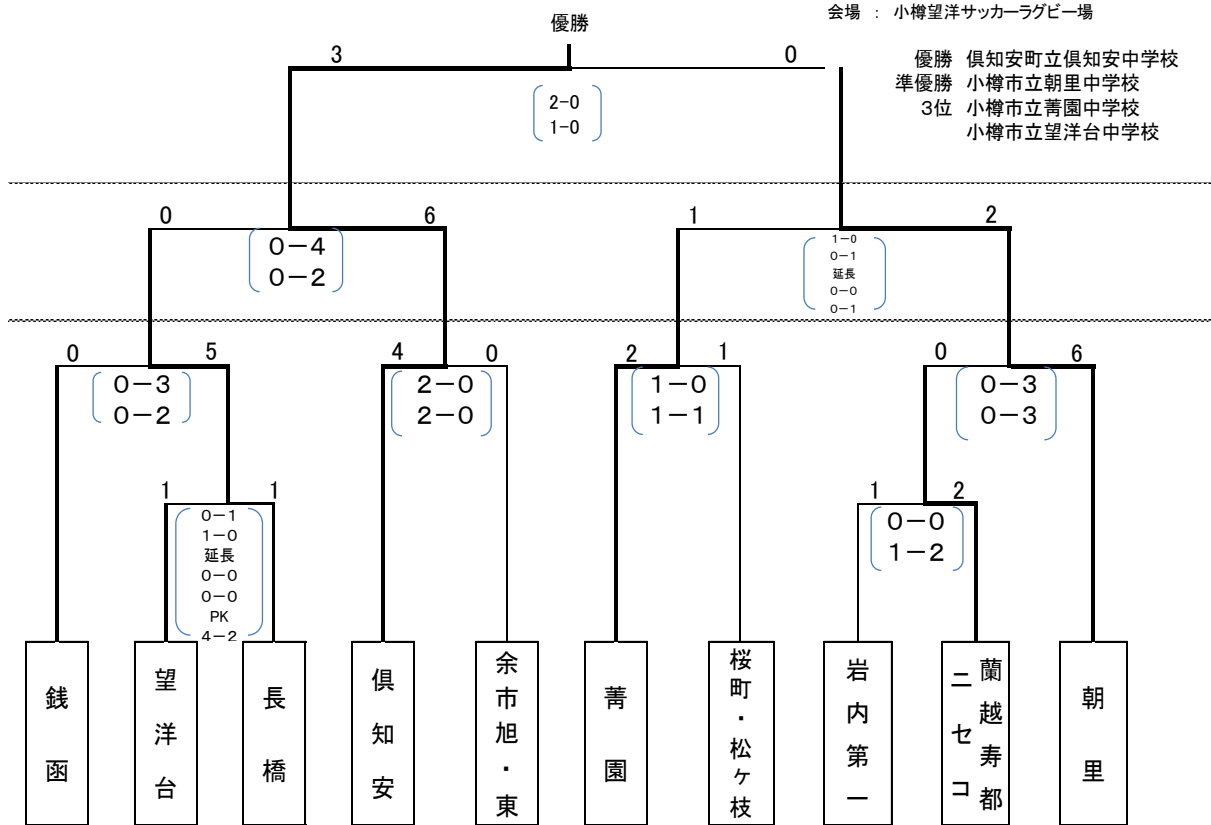 会場 ： 小樽望洋サッカーラグビー場
優勝
優勝 倶知安町立倶知安中学校
準優勝 小樽市立朝里中学校
3位 小樽市立菁園中学校
小樽市立望洋台中学校
3 0
2-0
1-0
0 6
0－4
0－2
1 2
1－0
0－1
延長
0－0
0－1
0 5
0－3
0－2
4 0
2－0
2－0
2 1
1－0
1－1
0 6
0－3
0－3
1 1
0－1
1－0
延長
0－0
0－0
PK
4－2
1 2
0－0
1－2
銭函
望洋台
長橋
倶知安
余市旭・東
菁園
桜町・松ヶ枝
岩内第一
蘭越寿都
ニセコ
朝里